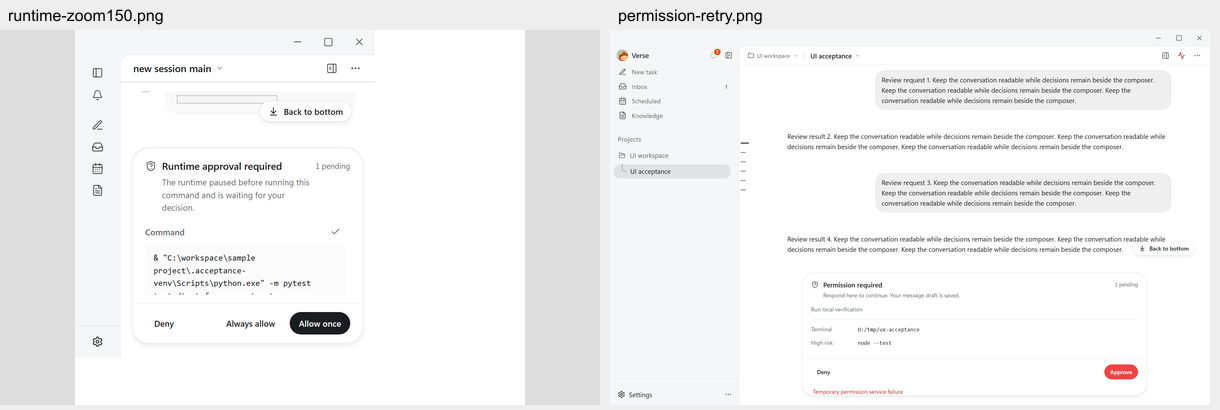 runtime-zoom150.png
new session main
Back to bottom
Runtime approval required
1 pending
The runtime paused before running this
command and is waiting for your
decision.
Command
& "C:\workspace\sample
project\.acceptance-
venv\Scripts\python.exe" -m pytest
Deny
Always allow
Allow once
permission-retry.png
Verse
7
New task
Inbox
1
Scheduled
Knowledge
Projects
UI workspace
UI acceptance
Settings
UI workspace
/
UI acceptance
Review request 1. Keep the conversation readable while decisions remain beside the composer.
Keep the conversation readable while decisions remain beside the composer. Keep the
conversation readable while decisions remain beside the composer.
Review result 2. Keep the conversation readable while decisions remain beside the composer. Keep the conversation readable while
decisions remain beside the composer. Keep the conversation readable while decisions remain beside the composer.
Review request 3. Keep the conversation readable while decisions remain beside the composer.
Keep the conversation readable while decisions remain beside the composer. Keep the
conversation readable while decisions remain beside the composer.
Review result 4. Keep the conversation readable while decisions remain beside the composer. Keep the conversation readable while
decisions remain beside the composer. Keep the conversation readable while decisions remain beside the composer.
Back to bottom
Permission required
1 pending
Respond here to continue. Your message draft is saved.
Run local verification
Terminal
D:/tmp/ux-acceptance
High risk
node --test
Deny
Approve
Temporary permission service failure